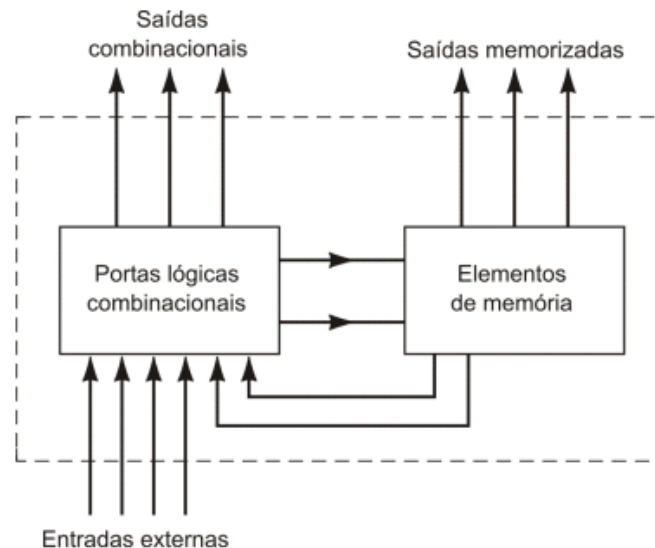 Saídas
combinacionais
Saídas memorizadas
Portas lógicas
combinacionais
Elementos
de memória
Entradas externas